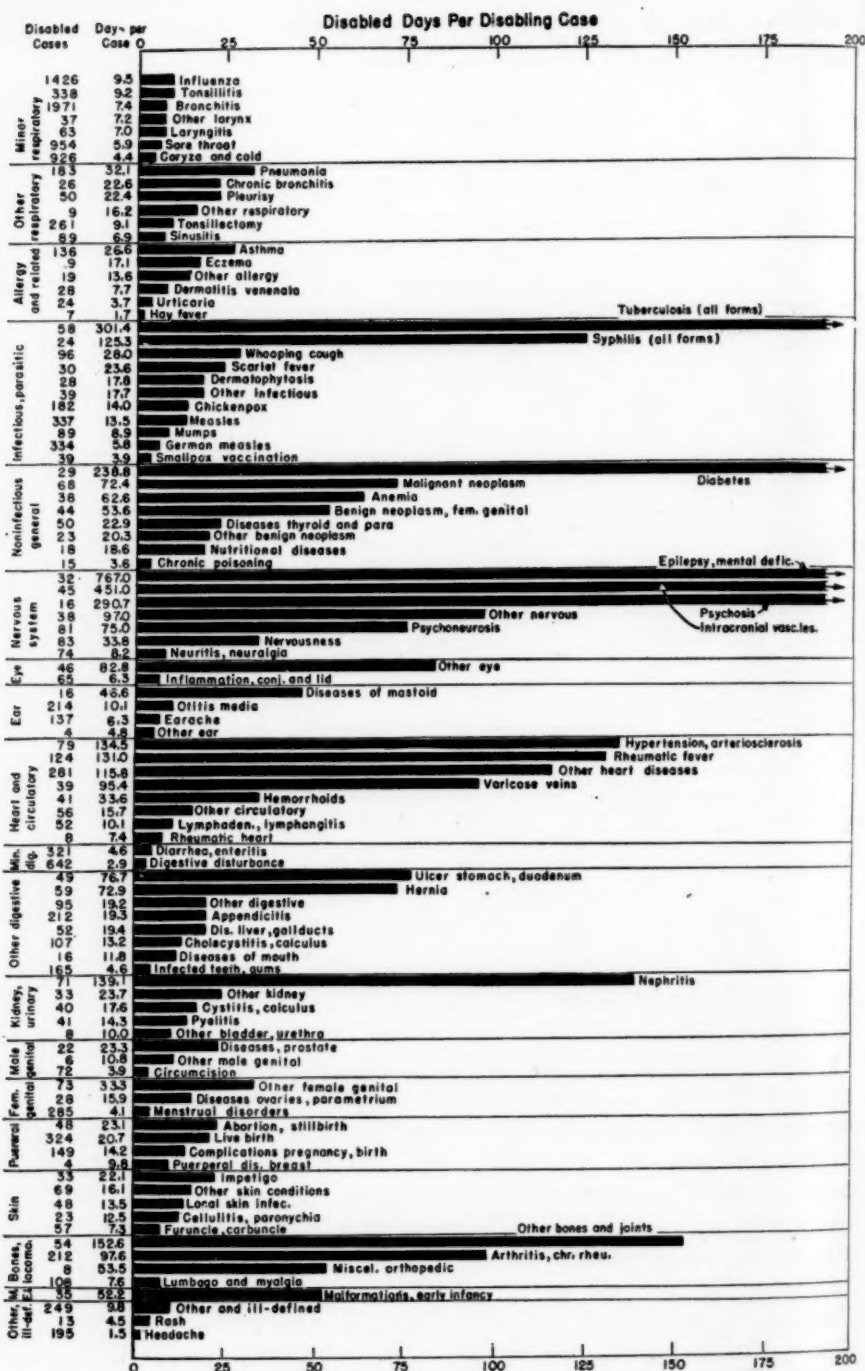 Disabled Days Per Disabling Case
Disabled Cases Days per Case 0 25 50 75 100 125 150 175 200
Minor respiratory
1426 9.5 Influenza
338 9.2 Tonsillitis
1971 7.4 Bronchitis
37 7.2 Other larynx
63 7.0 Laryngitis
954 5.9 Sore throat
926 4.4 Coryza and cold
Other respiratory
183 32.1 Pneumonia
26 22.6 Chronic bronchitis
50 22.4 Pleurisy
9 16.2 Other respiratory
261 9.1 Tonsillectomy
89 6.9 Sinusitis
Allergy and related
136 26.6 Asthma
9 17.1 Eczema
19 13.6 Other allergy
28 7.7 Dermatitis venenata
24 3.7 Urticaria
7 1.7 Hay fever
Infectious, parasitic
58 301.4 Tuberculosis (all forms)
24 125.3 Syphilis (all forms)
96 28.0 Whooping cough
30 23.6 Scarlet fever
28 17.8 Dermatophytosis
39 17.7 Other infectious
182 14.0 Chickenpox
337 13.5 Measles
89 8.9 Mumps
334 5.8 German measles
39 3.9 Smallpox vaccination
Noninfectious general
29 238.8 Diabetes
68 72.4 Malignant neoplasm
38 62.6 Anemia
44 53.6 Benign neoplasm, fem. genital
50 22.9 Diseases thyroid and para
23 20.3 Other benign neoplasm
18 18.6 Nutritional diseases
15 3.6 Chronic poisoning
Nervous system
32 767.0 Epilepsy, mental defic.
45 451.0 Psychosis
16 290.7 Intracranial vasc. les.
38 97.0 Other nervous
81 75.0 Psychoneurosis
83 33.8 Nervousness
74 8.2 Neuritis, neuralgia
Eye
46 82.8 Other eye
65 6.3 Inflammation, conj. and lid
Ear
16 46.6 Diseases of mastoid
214 10.1 Otitis media
137 6.3 Earache
4 4.8 Other ear
Heart and circulatory
79 134.5 Hypertension, arteriosclerosis
124 131.0 Rheumatic fever
281 115.8 Other heart diseases
39 95.4 Varicose veins
41 33.6 Hemorrhoids
56 15.7 Other circulatory
52 10.1 Lymphaden., lymphangitis
8 7.4 Rheumatic heart
Min. dig.
321 4.6 Diarrhea, enteritis
642 2.9 Digestive disturbance
Other digestive
49 76.7 Ulcer stomach, duodenum
59 72.9 Hernia
95 19.2 Other digestive
212 19.3 Appendicitis
52 19.4 Dis. liver, gall ducts
107 13.2 Cholecystitis, calculus
16 11.8 Diseases of mouth
165 4.6 Infected teeth, gums
Kidney, urinary
71 139.1 Nephritis
33 23.7 Other kidney
40 17.6 Cystitis, calculus
41 14.3 Pyelitis
8 10.0 Other bladder, urethra
Male genital
22 23.3 Diseases, prostate
6 10.8 Other male genital
72 3.9 Circumcision
Fem. genital
73 33.3 Other female genital
28 15.9 Diseases ovaries, parametrium
285 4.1 Menstrual disorders
Puereral
48 23.1 Abortion, stillbirth
324 20.7 Live birth
149 14.2 Complications pregnancy, birth
4 9.8 Puerperal dis. breast
Skin
33 22.1 Impetigo
69 16.1 Other skin conditions
48 13.5 Local skin infec.
23 12.5 Cellulitis, paronychia
57 7.3 Furuncle, carbuncle
Bones, locomo.
54 152.6 Other bones and joints
212 97.6 Arthritis, chr. rheu.
8 53.5 Miscel. orthopedic
108 7.6 Lumbago and myalgia
35 52.2 Malformations, early infancy
Other, ill-def.
249 9.8 Other and ill-defined
13 4.5 Rash
195 1.5 Headache
0 25 50 75 100 125 150 175 200